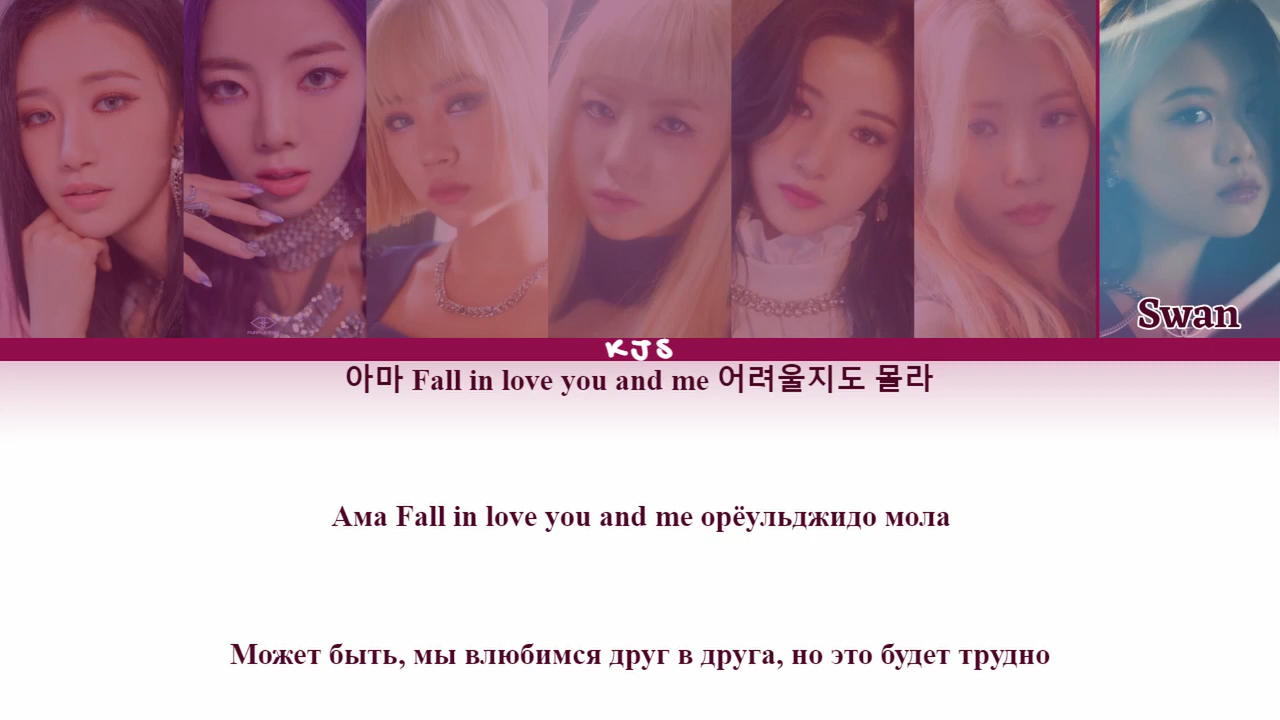 Swan
KJS
아마 Fall in love you and me 어려울지도 몰라
Ама Fall in love you and me орёульджидо мола
Может быть, мы влюбимся друг в друга, но это будет трудно